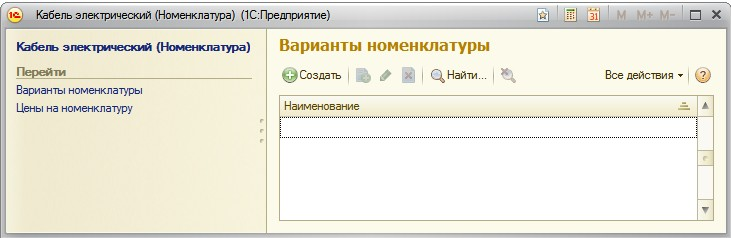 Кабель электрический (Номенклатура) (1С:Предприятие)
M M+ M-
Кабель электрический (Номенклатура)
Перейти
Варианты номенклатуры
Цены на номенклатуру
Варианты номенклатуры
Создать Найти... Все действия
Наименование